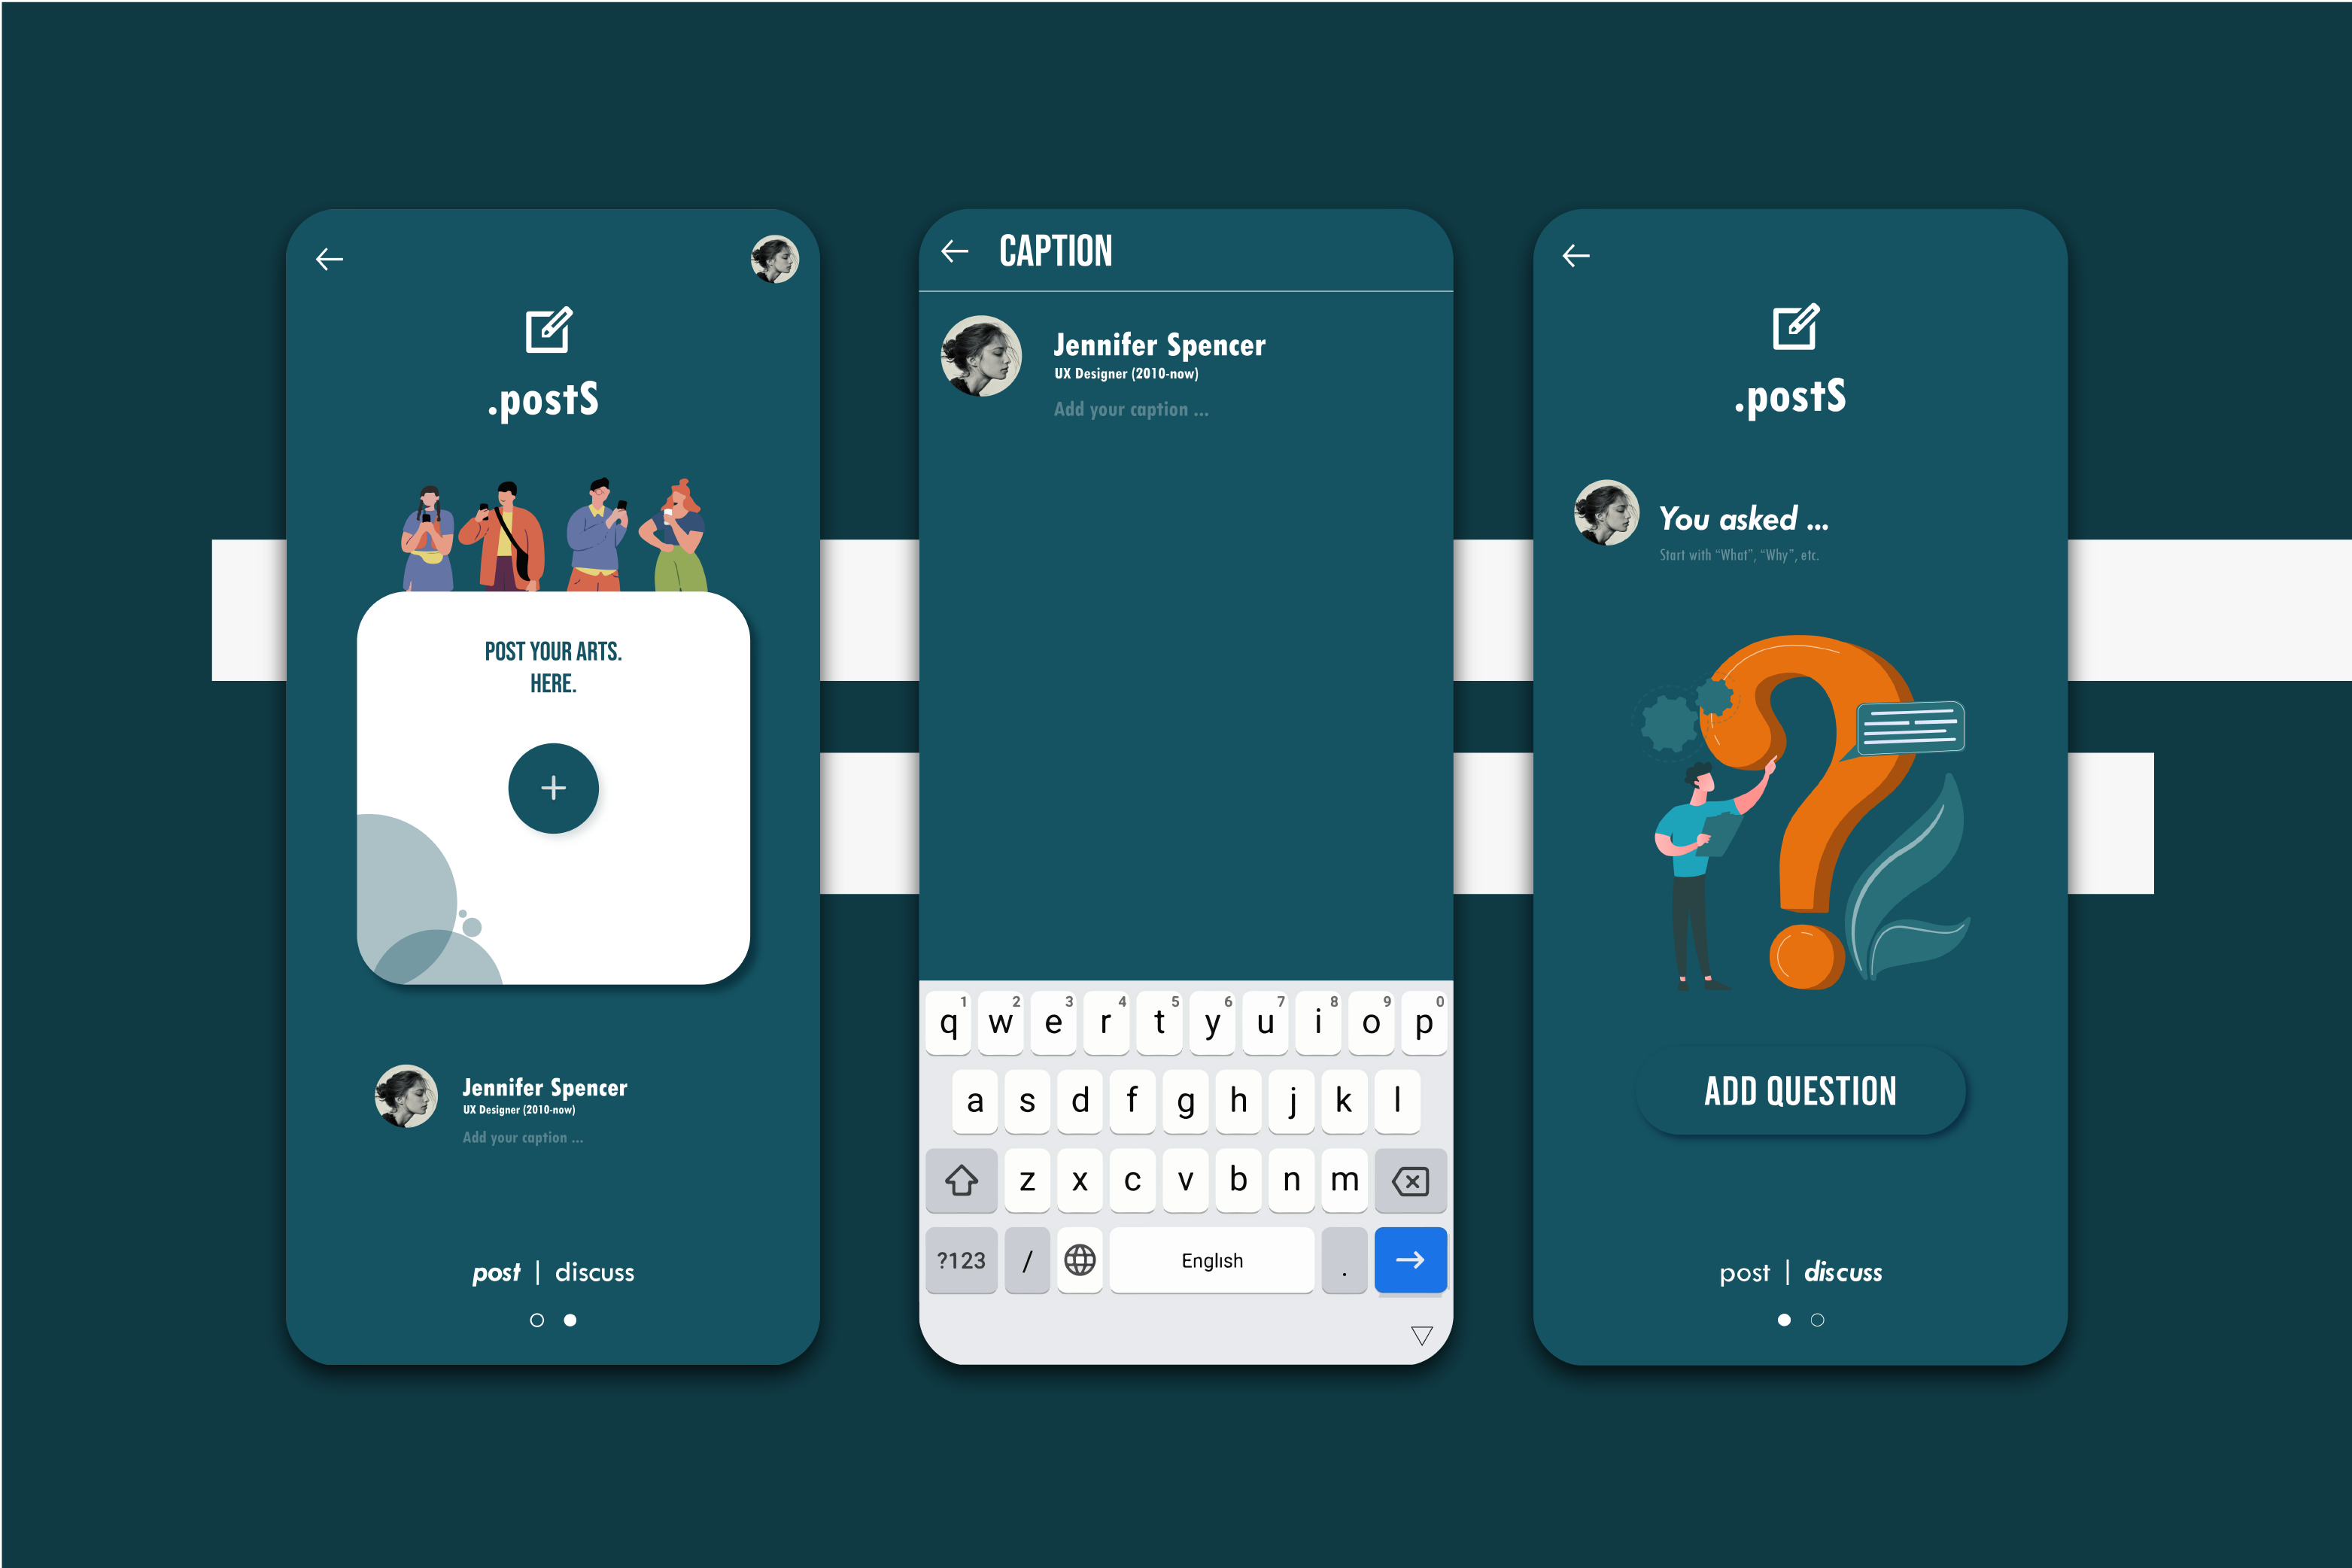 .postS
POST YOUR ARTS.
HERE.
Jennifer Spencer
UX Designer (2010-now)
Add your caption ...
post | discuss
CAPTION
Jennifer Spencer
UX Designer (2010-now)
Add your caption ...
1 2 3 4 5 6 7 8 9 0
q w e r t y u i o p
a s d f g h j k l
z x c v b n m
?123 / English .
.postS
You asked ...
Start with “What”, “Why”, etc.
ADD QUESTION
post | discuss